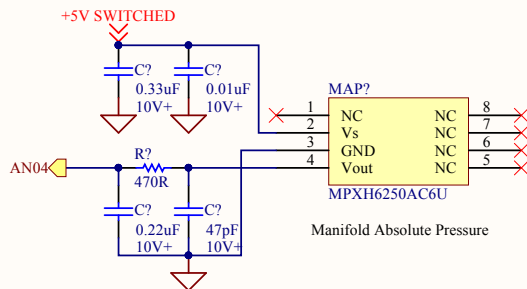 +5V SWITCHED
C?
0.33uF
10V+
C?
0.01uF
10V+
MAP?
1 NC NC 8
2 Vs NC 7
3 GND NC 6
4 Vout NC 5
MPXH6250AC6U
AN04
R?
470R
C?
0.22uF
10V+
C?
47pF
10V+
Manifold Absolute Pressure